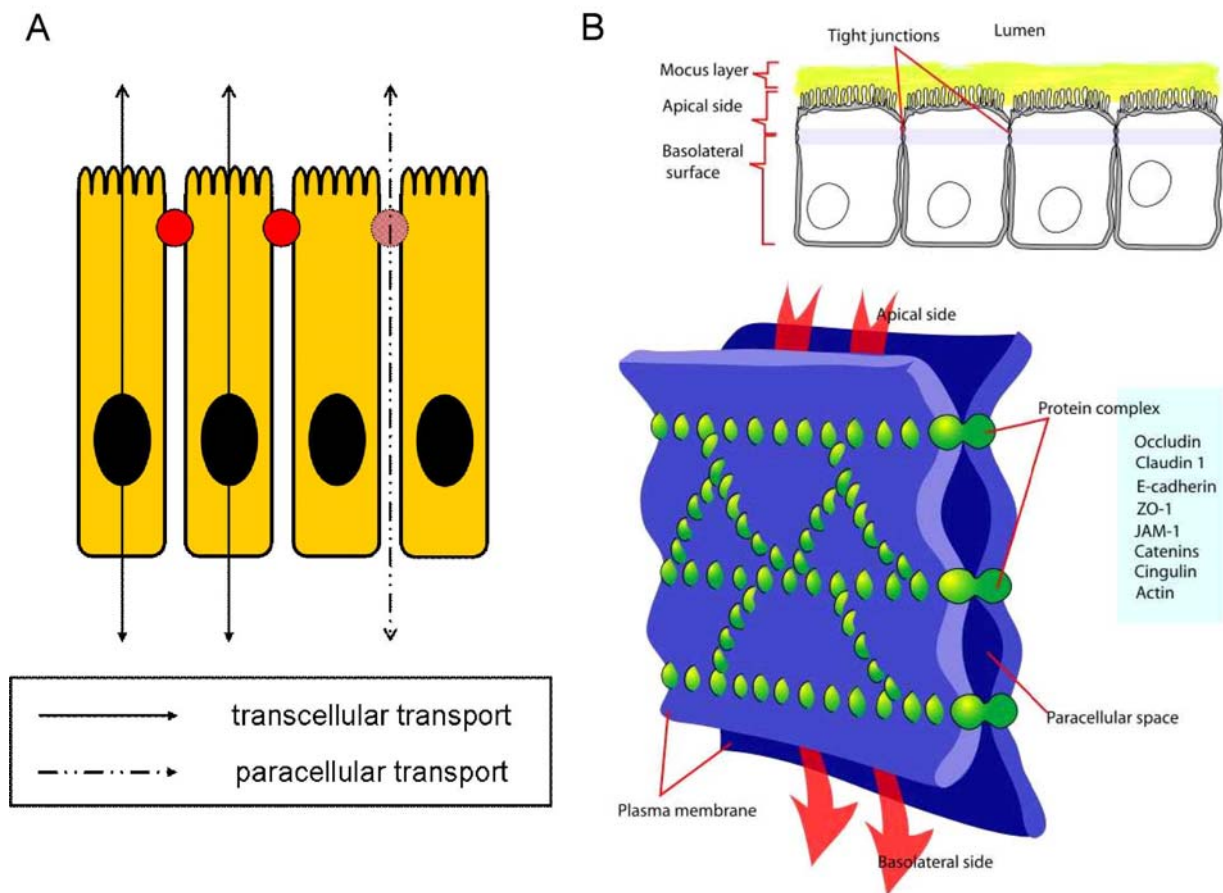 A
transcellular transport
paracellular transport
B
Tight junctions
Lumen
Mocus layer
Apical side
Basolateral
surface
Apical side
Protein complex
Occludin
Claudin 1
E-cadherin
ZO-1
JAM-1
Catenins
Cingulin
Actin
Paracellular space
Plasma membrane
Basolateral side